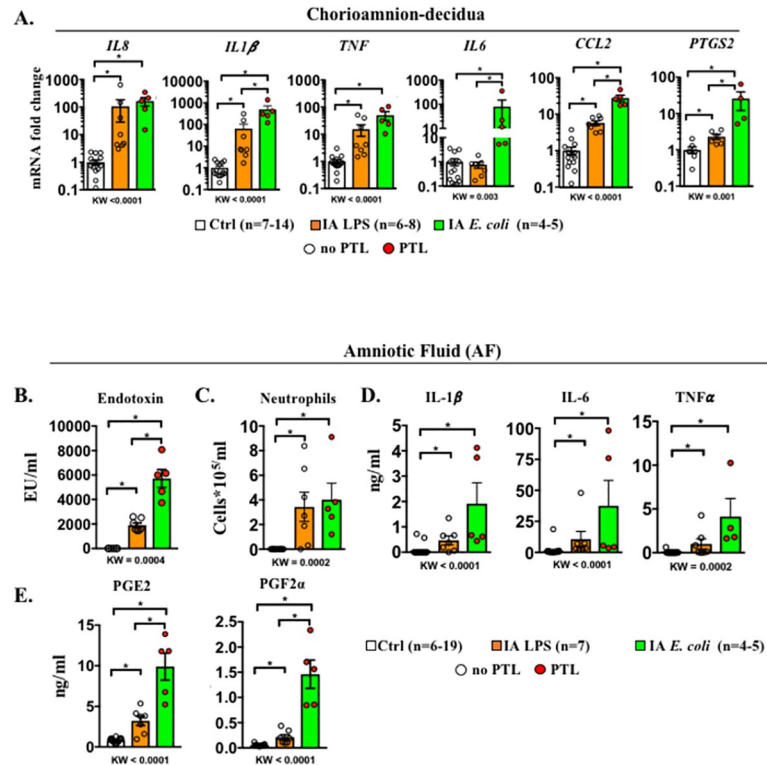 A.
Chorioamnion-decidua
IL8 IL1β TNF IL6 CCL2 PTGS2
mRNA fold change
1000 10000 1000 1000 100 100
100 1000 100 100 10 10
10 100 10 10 1 1
1 10 1 1 0.1 0.1
0.1 1 0.1 0.1
0.1
* * * * * * * * * * * * * *
KW <0.0001 KW <0.0001 KW <0.0001 KW = 0.003 KW <0.0001 KW = 0.001
Ctrl (n=7-14) IA LPS (n=6-8) IA E. coli (n=4-5)
no PTL PTL
Amniotic Fluid (AF)
B. C. D.
Endotoxin Neutrophils IL-1β IL-6 TNFα
EU/ml
10000
8000
6000
4000
2000
0
* * *
KW = 0.0004
Cells*10⁵/ml
10
8
6
4
2
0
* *
KW = 0.0002
ng/ml
5
4
3
2
1
0
* *
KW <0.0001
100
75
50
25
0
* *
KW <0.0001
15
10
5
0
* *
KW = 0.0002
E.
PGE2 PGF2α
ng/ml
15
10
5
0
* * *
KW <0.0001
2.5
2.0
1.5
1.0
0.5
0.0
* * *
KW <0.0001
Ctrl (n=6-19) IA LPS (n=7) IA E. coli (n=4-5)
no PTL PTL